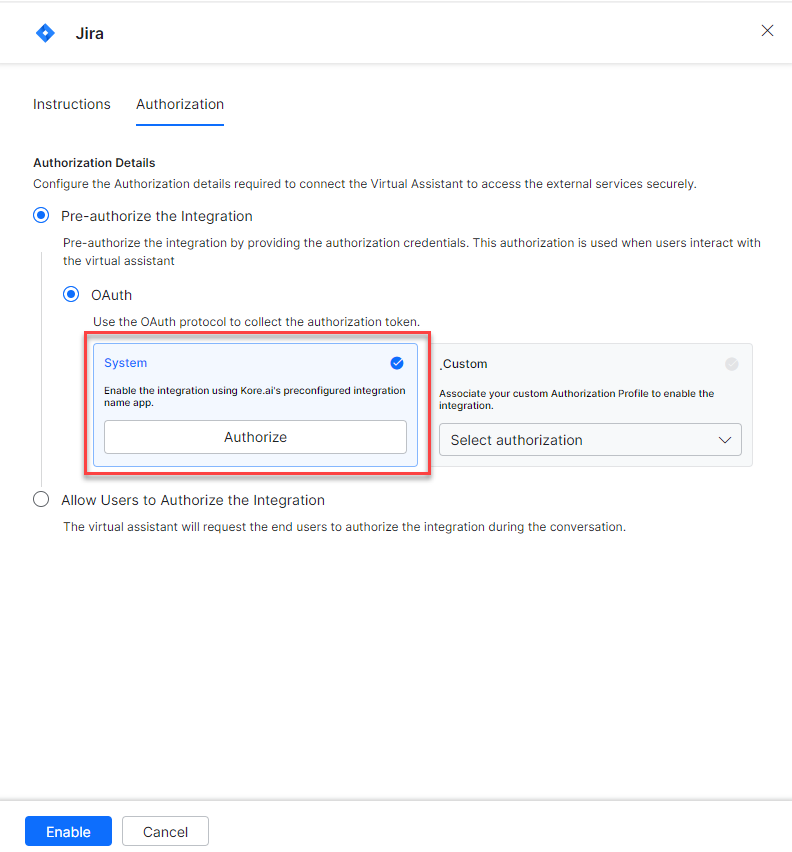 Jira
Instructions
Authorization
Authorization Details
Configure the Authorization details required to connect the Virtual Assistant to access the external services securely.
Pre-authorize the Integration
Pre-authorize the integration by providing the authorization credentials. This authorization is used when users interact with
the virtual assistant
OAuth
Use the OAuth protocol to collect the authorization token.
System
Enable the integration using Kore.ai's preconfigured integration
name app.
Authorize
Custom
Associate your custom Authorization Profile to enable the
integration.
Select authorization
Allow Users to Authorize the Integration
The virtual assistant will request the end users to authorize the integration during the conversation.
Enable
Cancel